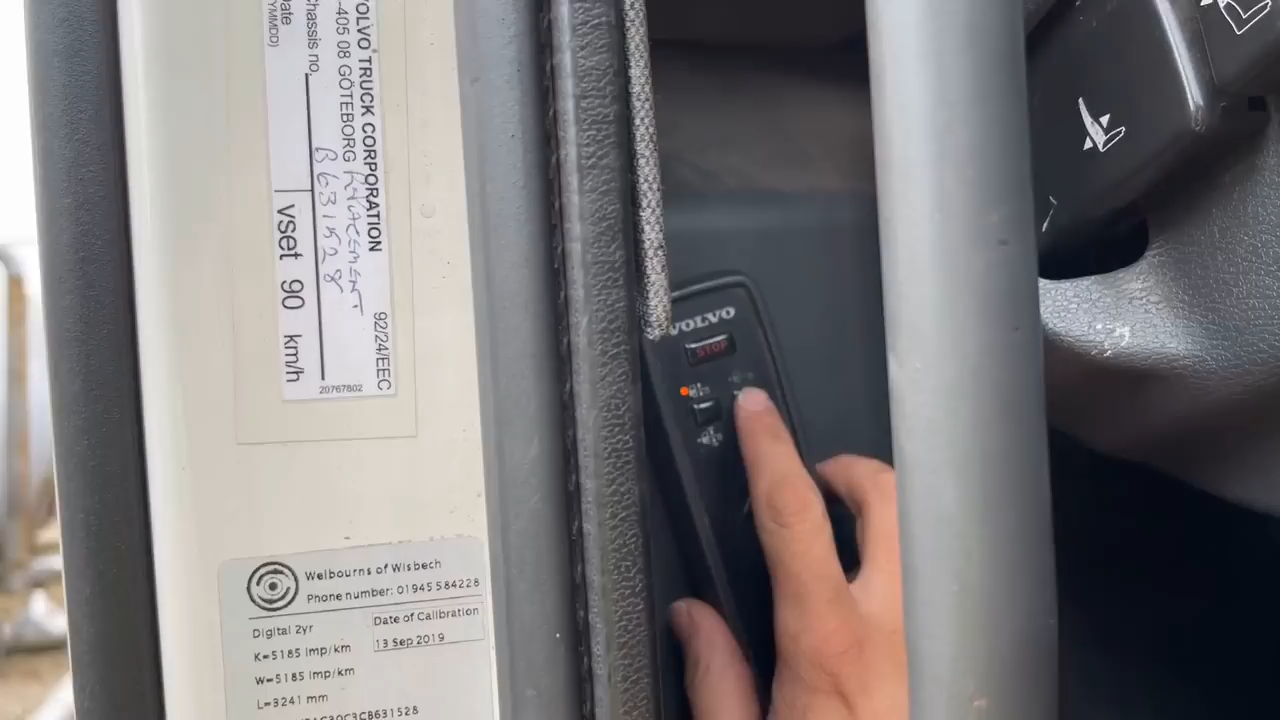 VOLVO TRUCK CORPORATION
-405 08 GÖTEBORG
92/24/EEC
Chassis no
B631528
REPLACEMENT
Date
YMMDD)
vset 90 km/h
20767802
VOLVO
STOP
Welbourns of Wisbech
Phone number: 01945 584228
Digital 2yr
Date of Calibration
K=5185 imp/km
13 Sep 2019
W=5185 imp/km
L=3241 mm